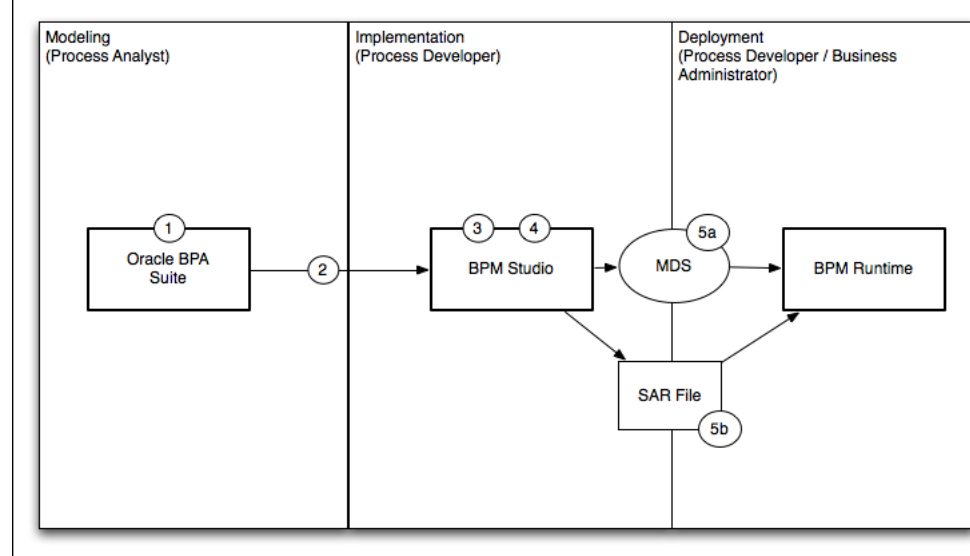 Modeling
(Process Analyst)
Implementation
(Process Developer)
Deployment
(Process Developer / Business
Administrator)
1
Oracle BPA
Suite
2
3
4
BPM Studio
5a
MDS
BPM Runtime
SAR File
5b